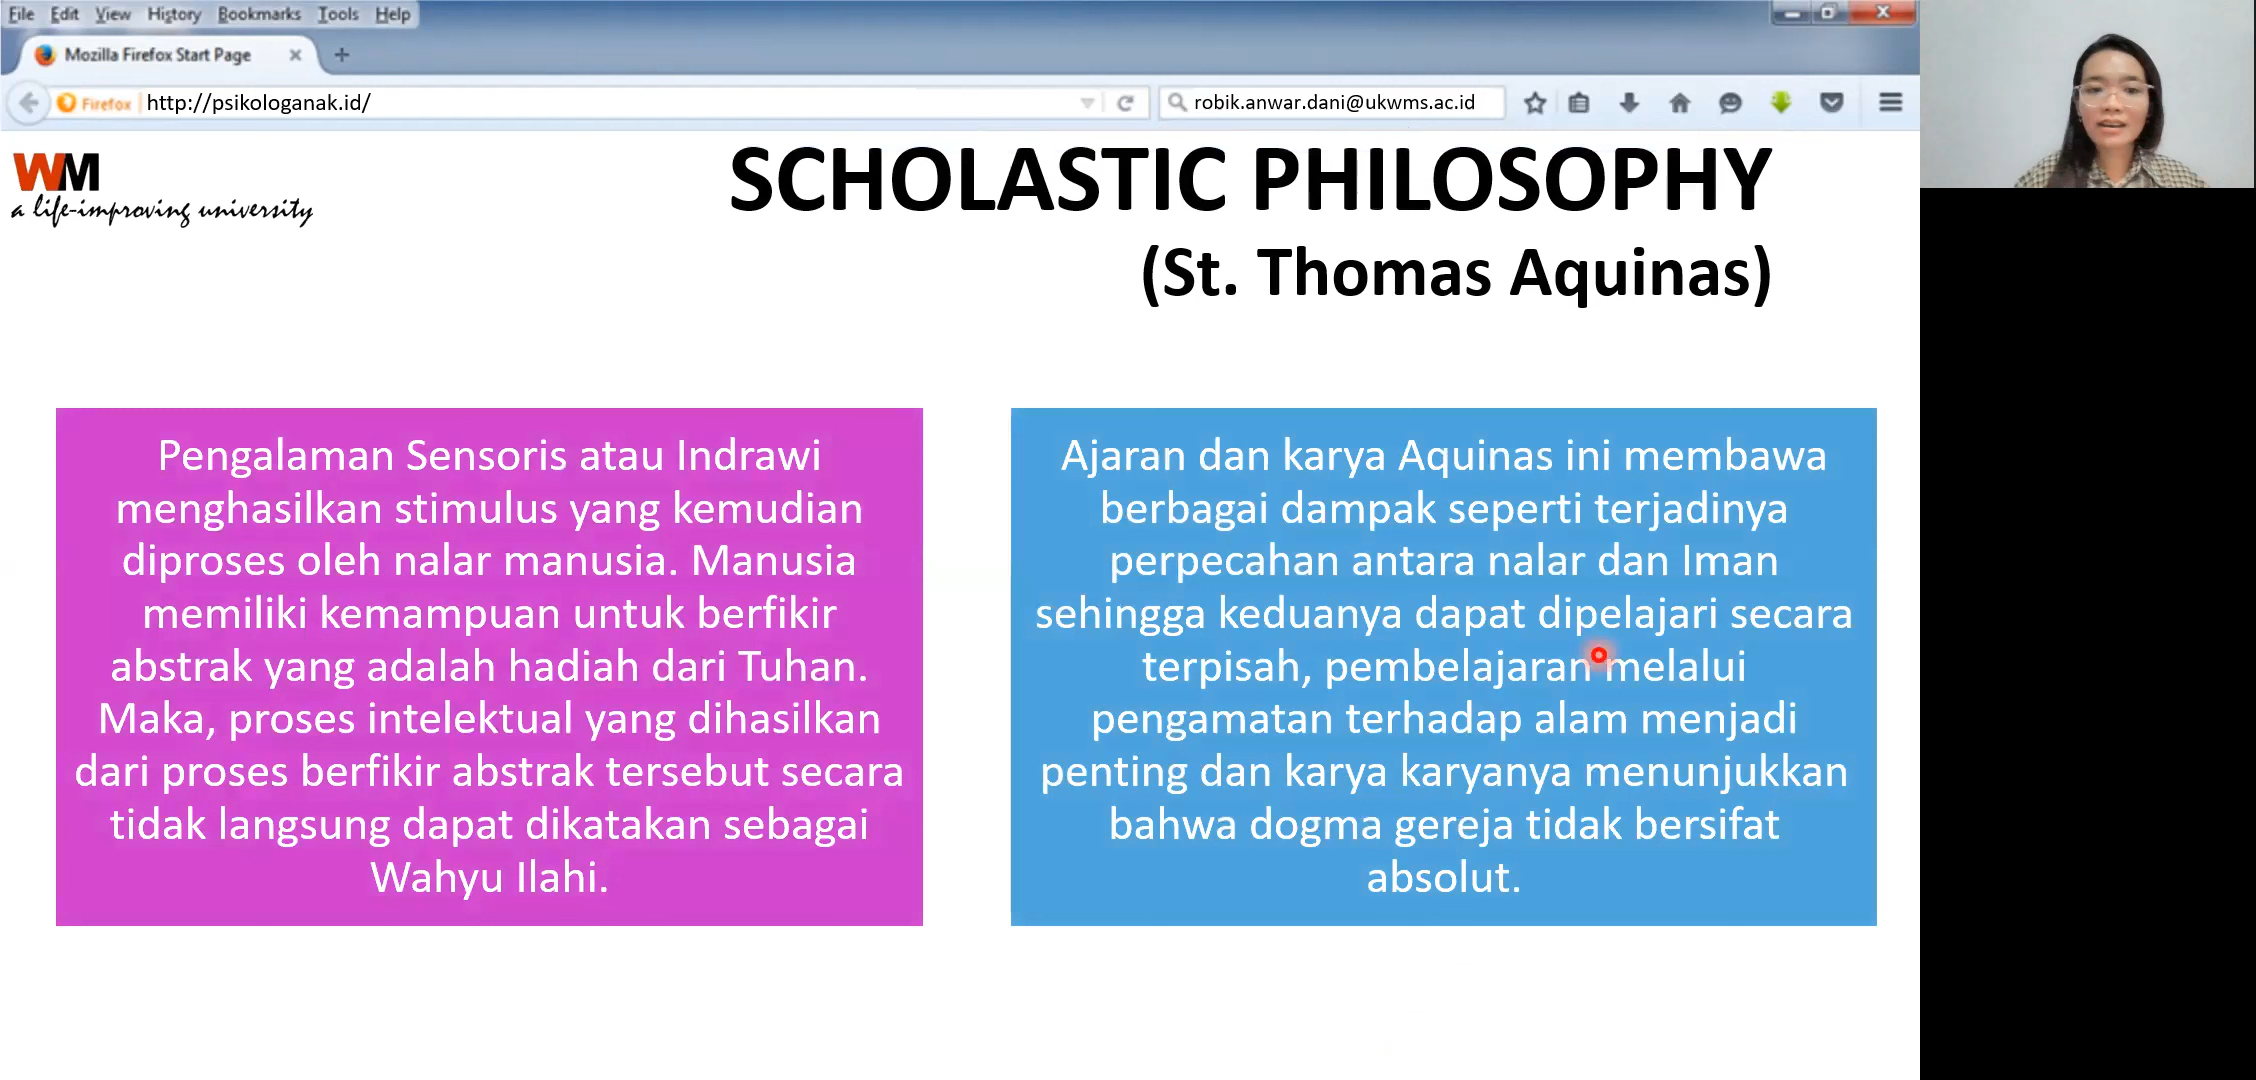 File Edit View History Bookmarks Tools Help
Mozilla Firefox Start Page
Firefox http://psikologanak.id/
robik.anwar.dani@ukwms.ac.id
WM
a life-improving university
SCHOLASTIC PHILOSOPHY
(St. Thomas Aquinas)
Pengalaman Sensoris atau Indrawi
menghasilkan stimulus yang kemudian
diproses oleh nalar manusia. Manusia
memiliki kemampuan untuk berfikir
abstrak yang adalah hadiah dari Tuhan.
Maka, proses intelektual yang dihasilkan
dari proses berfikir abstrak tersebut secara
tidak langsung dapat dikatakan sebagai
Wahyu Ilahi.
Ajaran dan karya Aquinas ini membawa
berbagai dampak seperti terjadinya
perpecahan antara nalar dan Iman
sehingga keduanya dapat dipelajari secara
terpisah, pembelajaran melalui
pengamatan terhadap alam menjadi
penting dan karya karyanya menunjukkan
bahwa dogma gereja tidak bersifat
absolut.